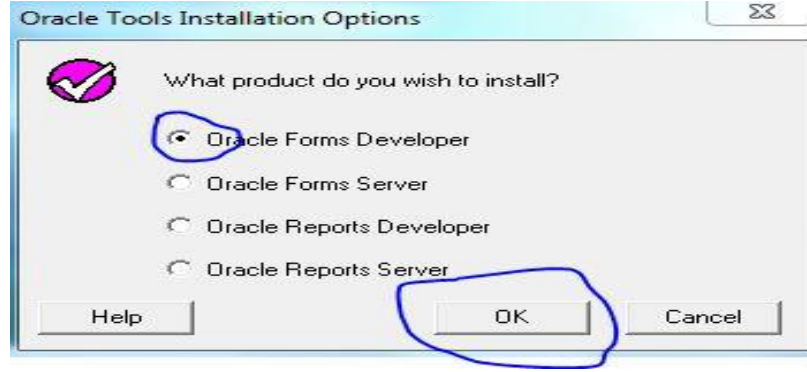 Oracle Tools Installation Options
What product do you wish to install?
Oracle Forms Developer
Oracle Forms Server
Oracle Reports Developer
Oracle Reports Server
Help OK Cancel